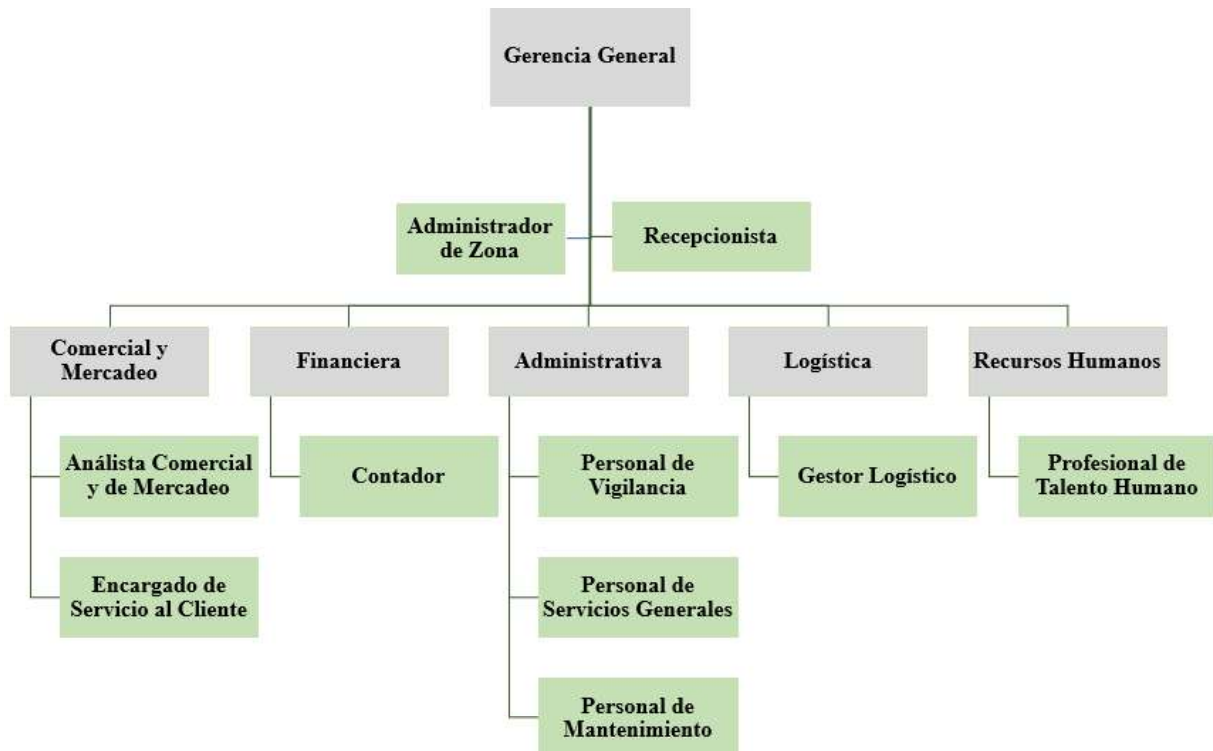 Gerencia General
Administrador
de Zona
Recepcionista
Comercial y
Mercadeo
Financiera
Administrativa
Logística
Recursos Humanos
Análista Comercial
y de Mercadeo
Contador
Personal de
Vigilancia
Gestor Logístico
Profesional de
Talento Humano
Encargado de
Servicio al Cliente
Personal de
Servicios Generales
Personal de
Mantenimiento